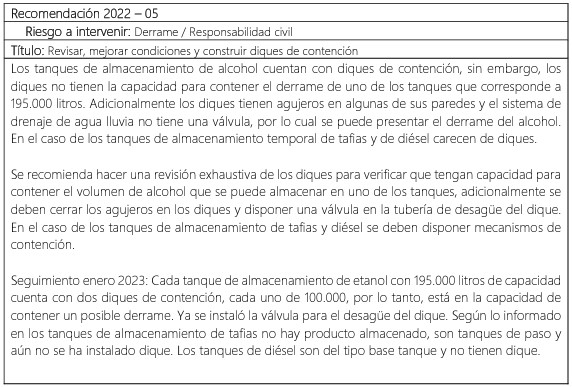 Recomendación 2022 – 05
Riesgo a intervenir: Derrame / Responsabilidad civil
Título: Revisar, mejorar condiciones y construir diques de contención
Los tanques de almacenamiento de alcohol cuentan con diques de contención, sin embargo, los
diques no tienen la capacidad para contener el derrame de uno de los tanques que corresponde a
195.000 litros. Adicionalmente los diques tienen agujeros en algunas de sus paredes y el sistema de
drenaje de agua lluvia no tiene una válvula, por lo cual se puede presentar el derrame del alcohol.
En el caso de los tanques de almacenamiento temporal de tafias y de diésel carecen de diques.
Se recomienda hacer una revisión exhaustiva de los diques para verificar que tengan capacidad para
contener el volumen de alcohol que se puede almacenar en uno de los tanques, adicionalmente se
deben cerrar los agujeros en los diques y disponer una válvula en la tubería de desagüe del dique.
En el caso de los tanques de almacenamiento tafias y diésel se deben disponer mecanismos de
contención.
Seguimiento enero 2023: Cada tanque de almacenamiento de etanol con 195.000 litros de capacidad
cuenta con dos diques de contención, cada uno de 100.000, por lo tanto, está en la capacidad de
contener un posible derrame. Ya se instaló la válvula para el desagüe del dique. Según lo informado
en los tanques de almacenamiento de tafias no hay producto almacenado, son tanques de paso y
aún no se ha instalado dique. Los tanques de diésel son del tipo base tanque y no tienen dique.